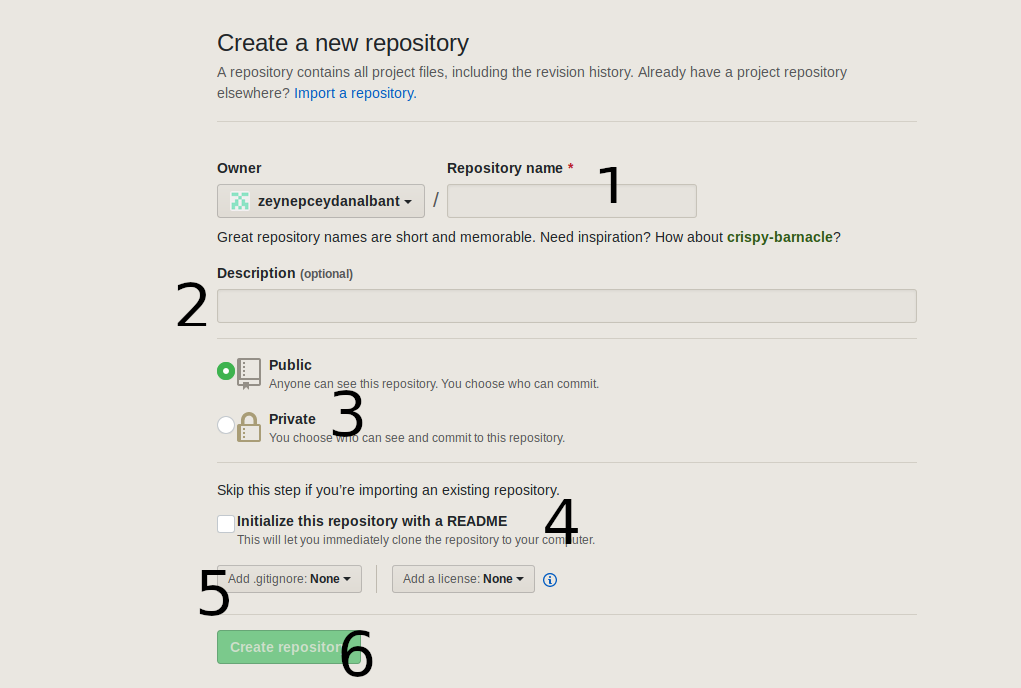 Create a new repository
A repository contains all project files, including the revision history. Already have a project repository
elsewhere? Import a repository.
Owner
Repository name *
1
zeynepceydanalbant
/
Great repository names are short and memorable. Need inspiration? How about crispy-barnacle?
Description (optional)
2
Public
Anyone can see this repository. You choose who can commit.
3
Private
You choose who can see and commit to this repository.
Skip this step if you’re importing an existing repository.
4
Initialize this repository with a README
This will let you immediately clone the repository to your computer.
5
Add .gitignore: None
Add a license: None
Create repository
6